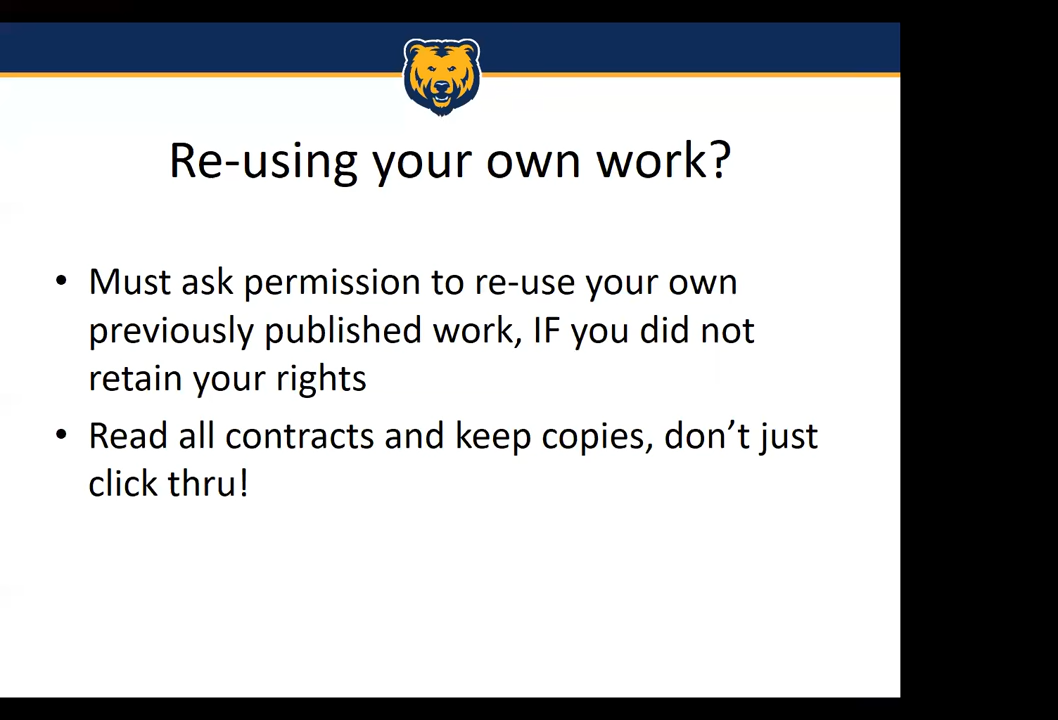 Re-using your own work?
• Must ask permission to re-use your own
previously published work, IF you did not
retain your rights
• Read all contracts and keep copies, don’t just
click thru!